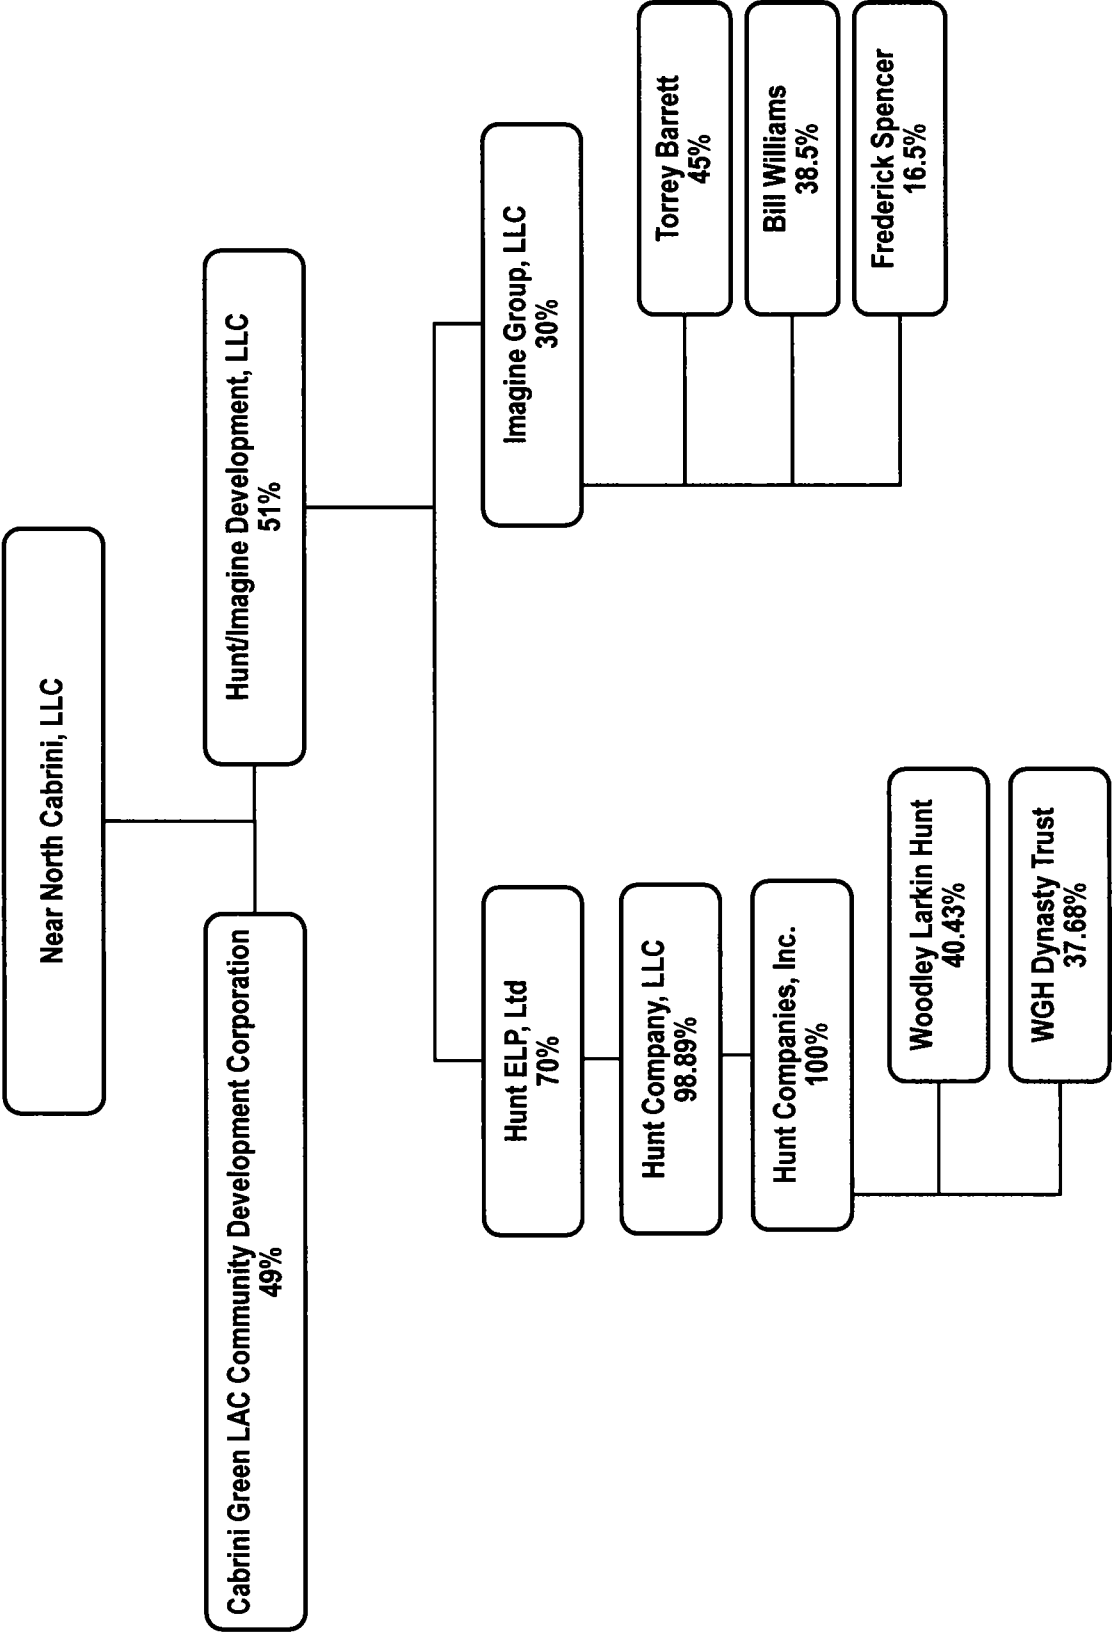 Near North Cabrini, LLC
Cabrini Green LAC Community Development Corporation
49%
Hunt/Imagine Development, LLC
51%
Hunt ELP, Ltd
70%
Imagine Group, LLC
30%
Hunt Company, LLC
98.89%
Hunt Companies, Inc.
100%
Woodley Larkin Hunt
40.43%
WGH Dynasty Trust
37.68%
Torrey Barrett
45%
Bill Williams
38.5%
Frederick Spencer
16.5%